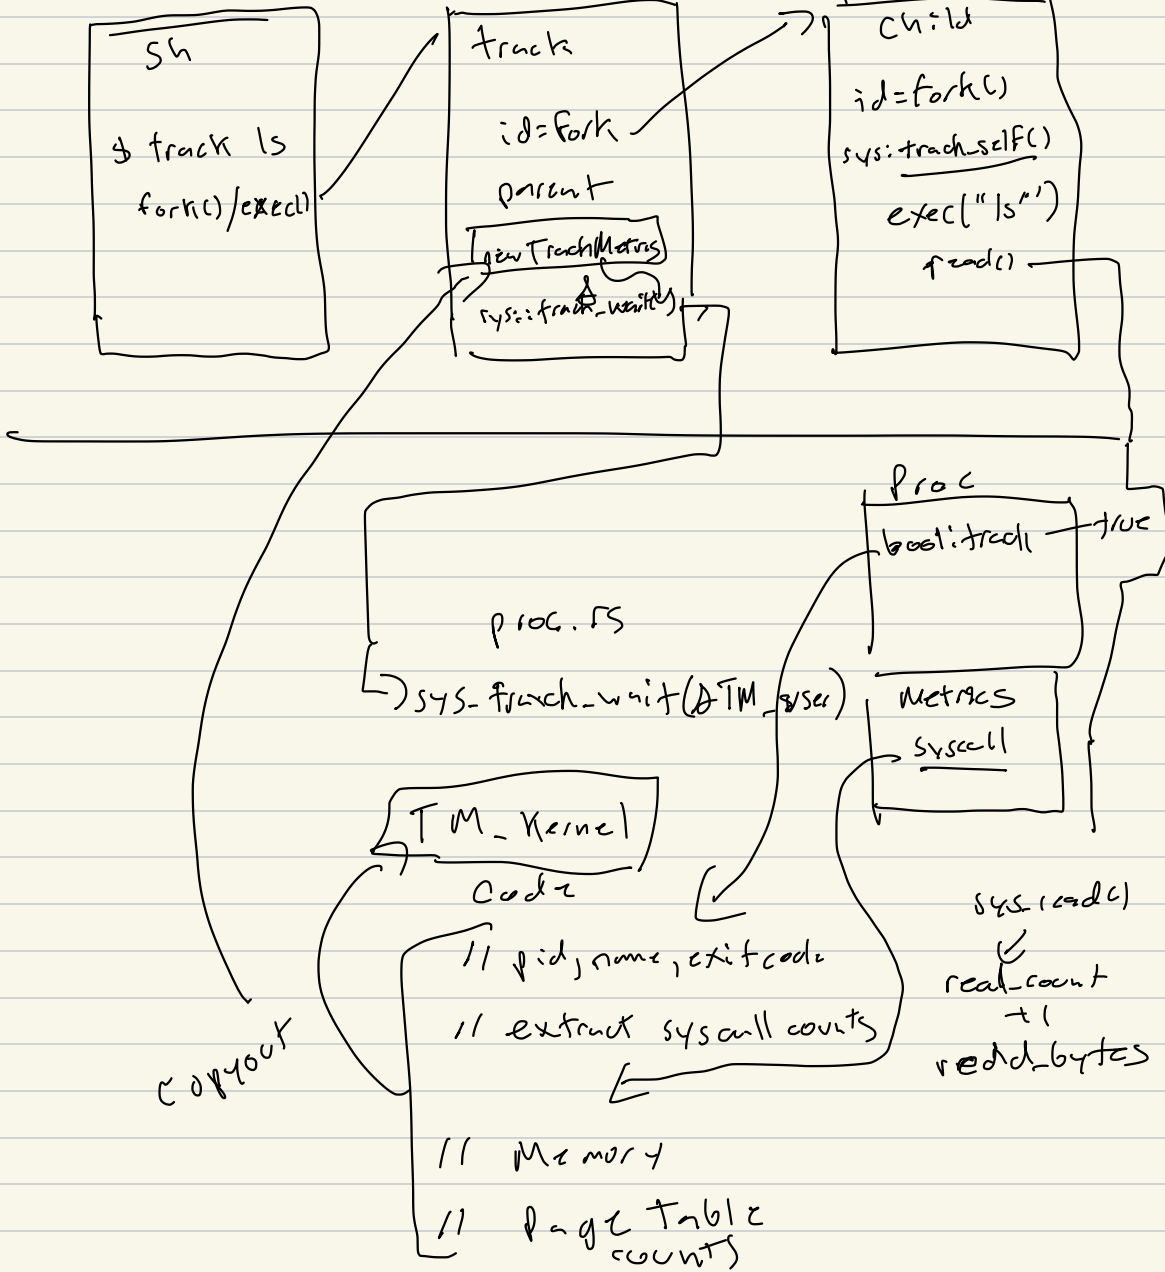 sh
$ track ls
fork()/exec()
track
id=fork
parent
sys::track_wait()
child
id=fork()
sys::track_self()
exec("ls")
read()
Proc
bool:track
true
proc.rs
sys_track_wait(&TM_user)
Metrics
syscall
TM_Kernel
Code
// pid, name, exitcode
// extract syscall counts
// Memory
// Page Table
counts
copyout
sys_read()
read_count
+1
read_bytes